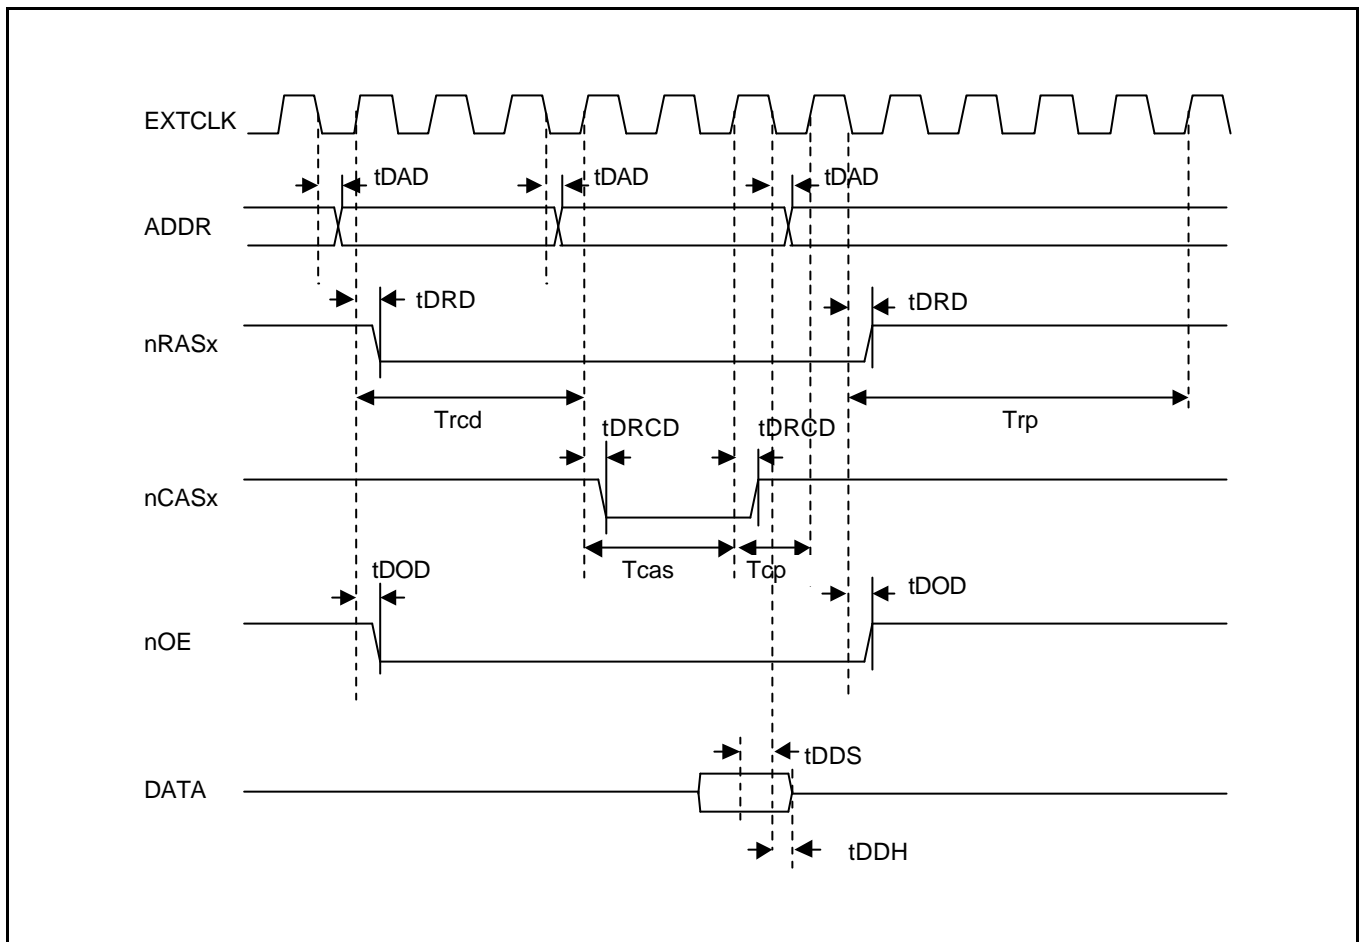 EXTCLK
tDAD tDAD tDAD
ADDR
tDRD tDRD
nRASx
Trcd Trp
tDRCD tDRCD
nCASx
Tcas Tcp
tDOD tDOD
nOE
tDDS
DATA
tDDH